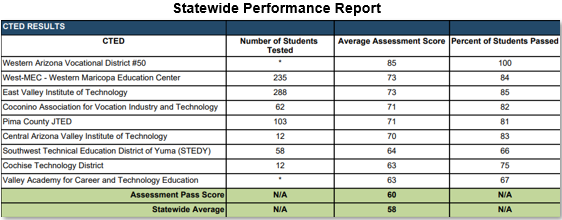 Statewide Performance Report
CTED RESULTS
CTED Number of Students Tested Average Assessment Score Percent of Students Passed
Western Arizona Vocational District #50 * 85 100
West-MEC - Western Maricopa Education Center 235 73 84
East Valley Institute of Technology 288 73 85
Coconino Association for Vocation Industry and Technology 62 71 82
Pima County JTED 103 71 81
Central Arizona Valley Institute of Technology 12 70 83
Southwest Technical Education District of Yuma (STEDY) 58 64 66
Cochise Technology District 12 63 75
Valley Academy for Career and Technology Education * 63 67
Assessment Pass Score N/A 60 N/A
Statewide Average N/A 58 N/A